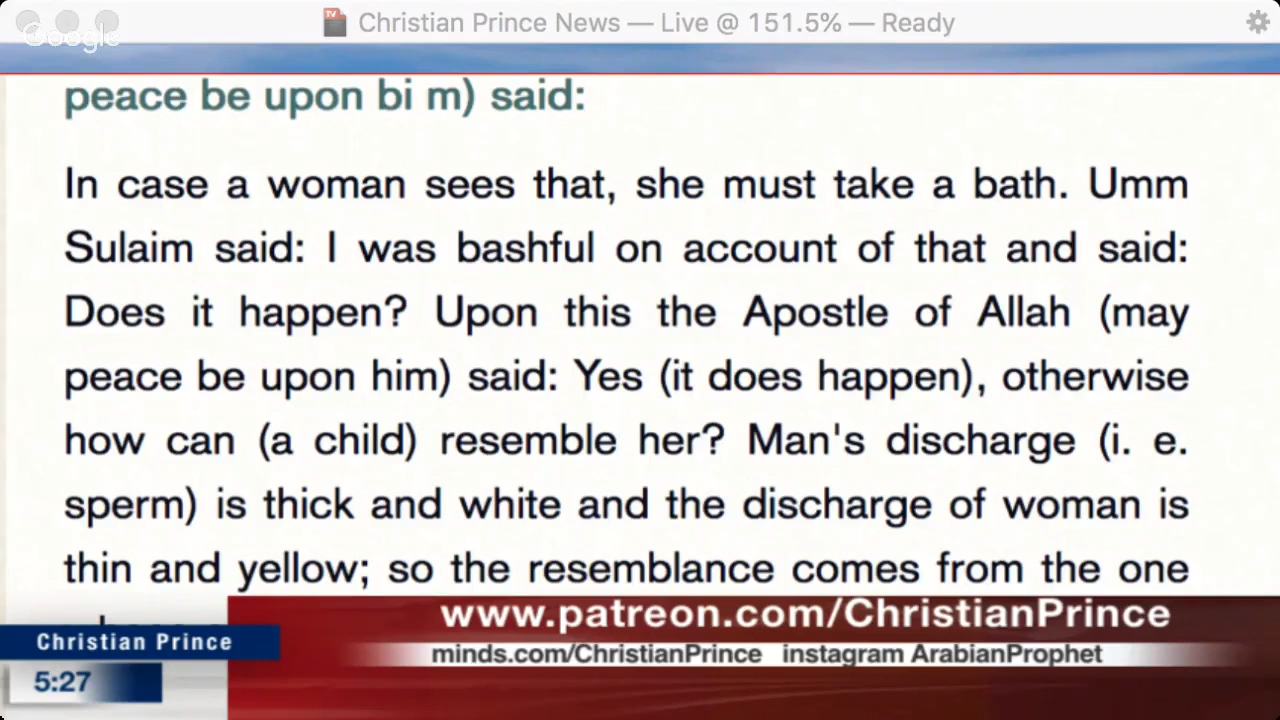 Christian Prince News — Live @ 151.5% — Ready
Google
peace be upon bi m) said:
In case a woman sees that, she must take a bath. Umm
Sulaim said: I was bashful on account of that and said:
Does it happen? Upon this the Apostle of Allah (may
peace be upon him) said: Yes (it does happen), otherwise
how can (a child) resemble her? Man's discharge (i. e.
sperm) is thick and white and the discharge of woman is
thin and yellow; so the resemblance comes from the one
www.patreon.com/ChristianPrince
Christian Prince
minds.com/ChristianPrince instagram ArabianProphet
5:27